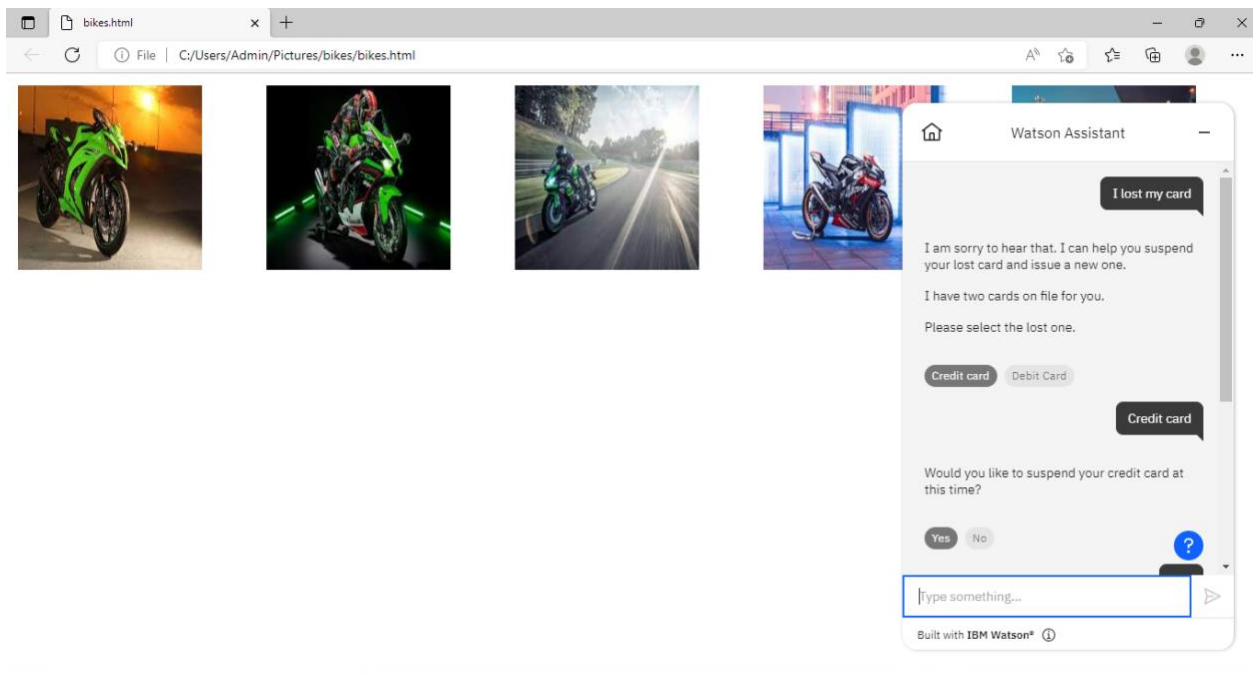 bikes.html
File | C:/Users/Admin/Pictures/bikes/bikes.html
Watson Assistant
I lost my card
I am sorry to hear that. I can help you suspend
your lost card and issue a new one.
I have two cards on file for you.
Please select the lost one.
Credit card Debit Card
Credit card
Would you like to suspend your credit card at
this time?
Yes No
?
Type something...
Built with IBM Watson®